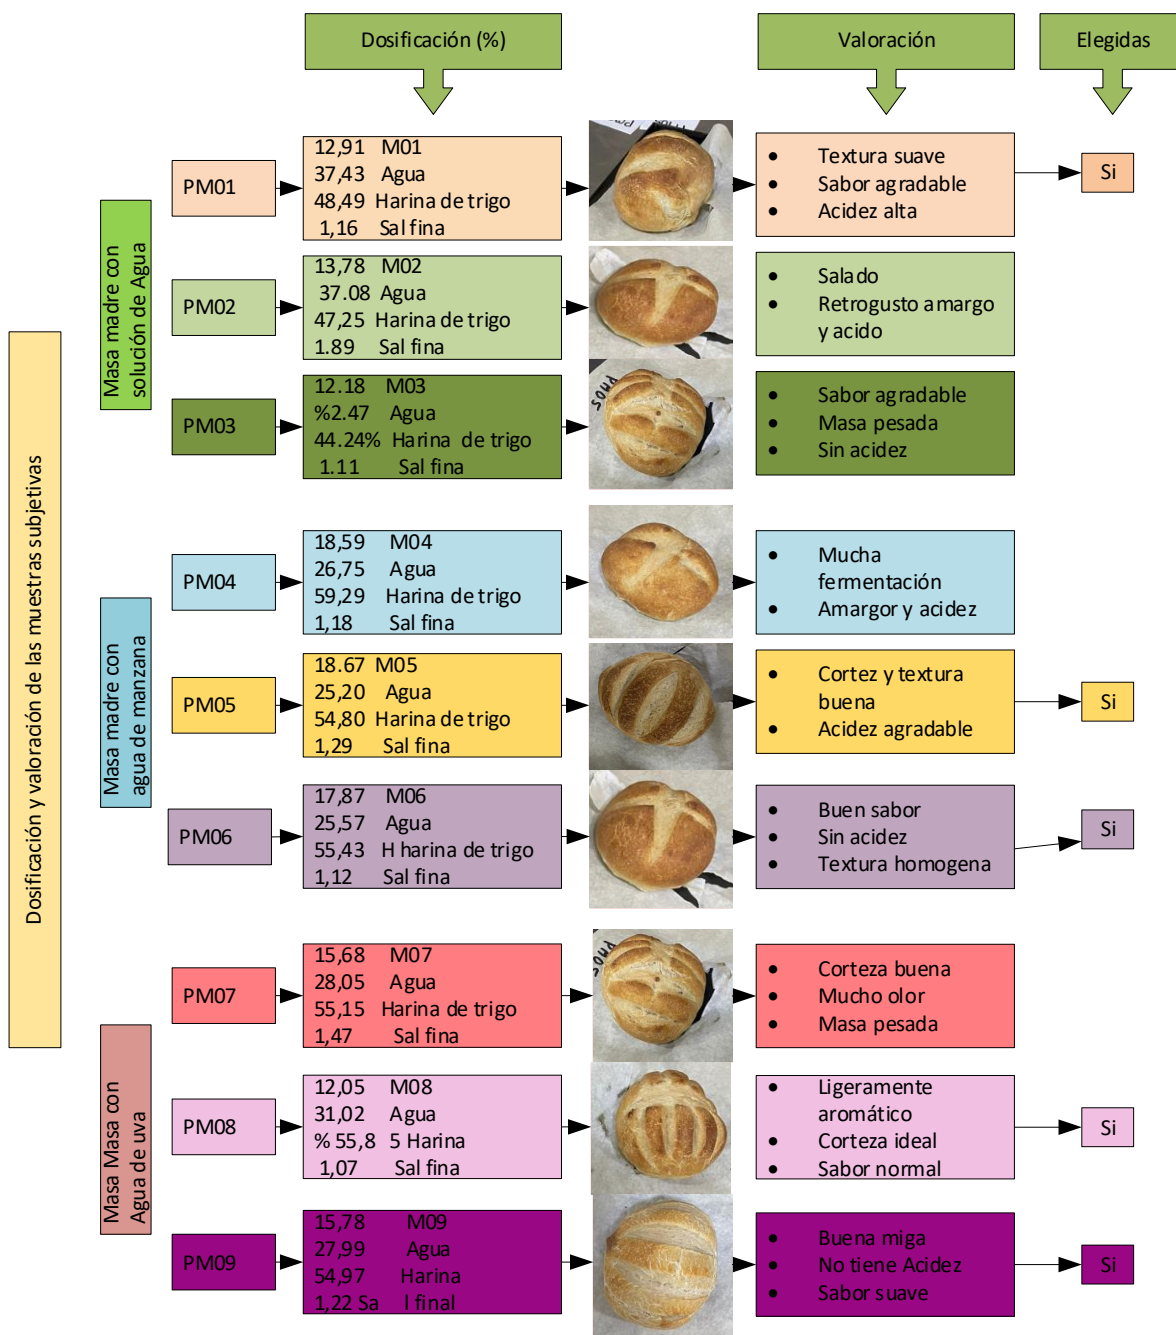 Dosificación (%)
Valoración
Elegidas
Dosificación y valoración de las muestras subjetivas
Masa madre con
solución de Agua
PM01
12,91 M01
37,43 Agua
48,49 Harina de trigo
1,16 Sal fina
• Textura suave
• Sabor agradable
• Acidez alta
Si
PM02
13,78 M02
37.08 Agua
47,25 Harina de trigo
1.89 Sal fina
• Salado
• Retrogusto amargo
y acido
PM03
12.18 M03
%2.47 Agua
44.24% Harina de trigo
1.11 Sal fina
PMOS
• Sabor agradable
• Masa pesada
• Sin acidez
Masa madre con
agua de manzana
PM04
18,59 M04
26,75 Agua
59,29 Harina de trigo
1,18 Sal fina
• Mucha
fermentación
• Amargor y acidez
PM05
18.67 M05
25,20 Agua
54,80 Harina de trigo
1,29 Sal fina
• Cortez y textura
buena
• Acidez agradable
Si
PM06
17,87 M06
25,57 Agua
55,43 H harina de trigo
1,12 Sal fina
• Buen sabor
• Sin acidez
• Textura homogena
Si
Masa Masa con
Agua de uva
PM07
15,68 M07
28,05 Agua
55,15 Harina de trigo
1,47 Sal fina
PMOS
• Corteza buena
• Mucho olor
• Masa pesada
PM08
12,05 M08
31,02 Agua
% 55,8 5 Harina
1,07 Sal fina
• Ligeramente
aromático
• Corteza ideal
• Sabor normal
Si
PM09
15,78 M09
27,99 Agua
54,97 Harina
1,22 Sa l final
• Buena miga
• No tiene Acidez
• Sabor suave
Si